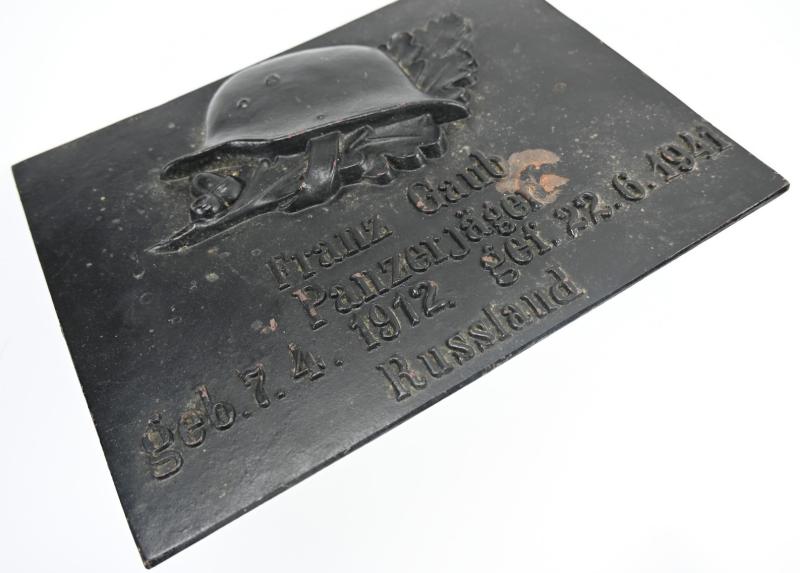 Franz Gaub
Panzerjäger
geb. 7. 4. 1912. gef. 22. 6. 1941
Russland